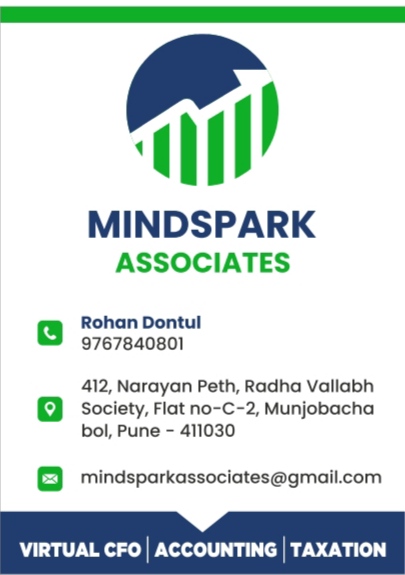 MINDSPARK
ASSOCIATES
Rohan Dontul
9767840801
412, Narayan Peth, Radha Vallabh
Society, Flat no-C-2, Munjobacha
bol, Pune - 411030
mindsparkassociates@gmail.com
VIRTUAL CFO | ACCOUNTING | TAXATION